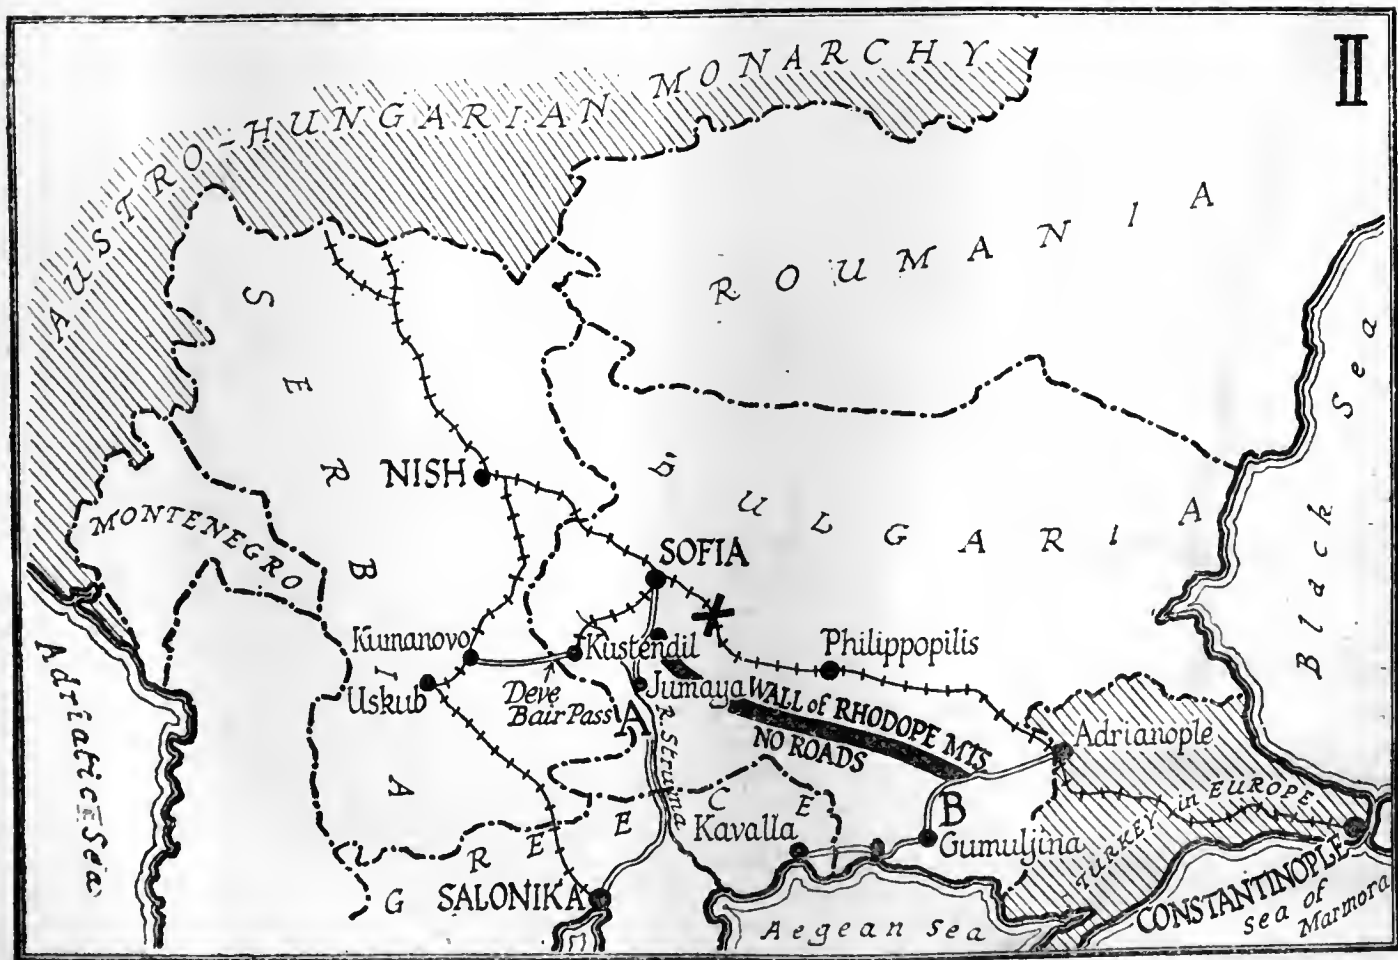 II
AUSTRO-HUNGARIAN MONARCHY
ROUMANIA
SERBIA
BULGARIA
Black Sea
NISH
MONTENEGRO
SOFIA
Kumanovo
Kustendil
Philippopilis
Uskub
Deve
Bair Pass
Jumaya
A
R. Struma
WALL of RHODOPE MTS.
NO ROADS
Adrianople
Adriatic Sea
B
Kavalla
Gumuljina
TURKEY in EUROPE
GREECE
SALONIKA
CONSTANTINOPLE
Aegean Sea
Sea of
Marmora